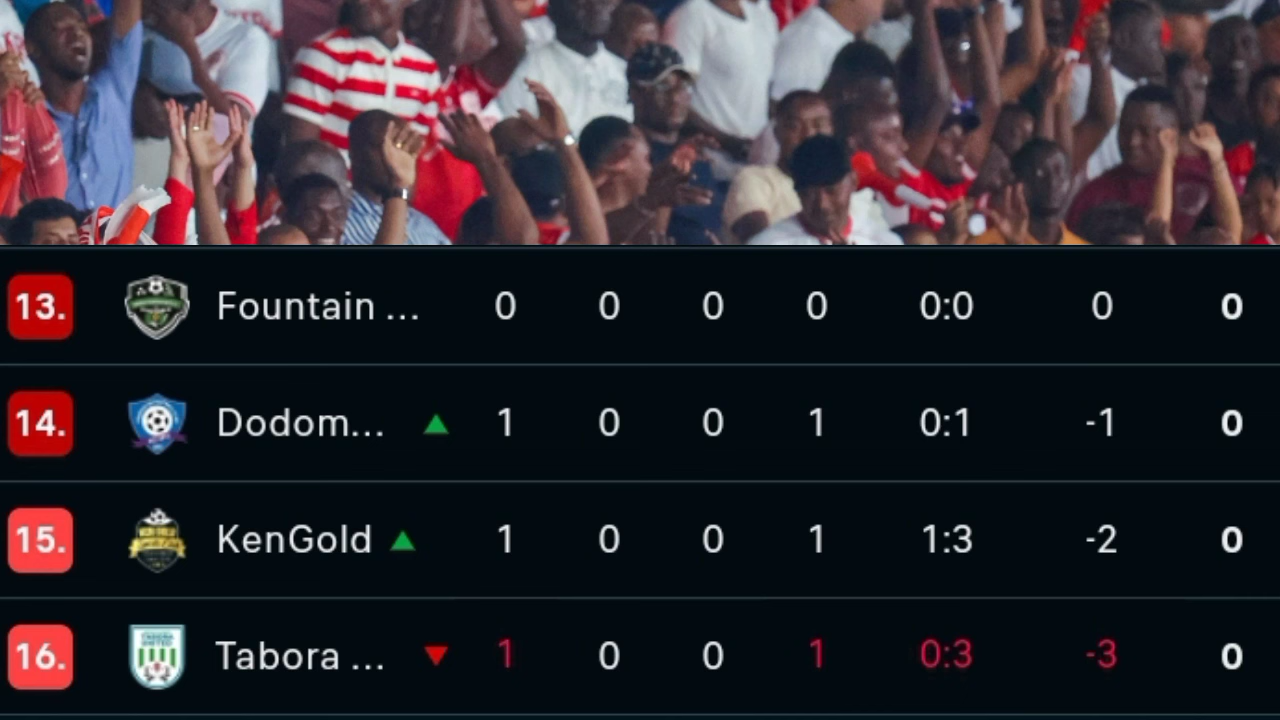 13. Fountain ... 0 0 0 0 0:0 0 0
14. Dodom... 1 0 0 1 0:1 -1 0
15. KenGold 1 0 0 1 1:3 -2 0
16. Tabora ... 1 0 0 1 0:3 -3 0